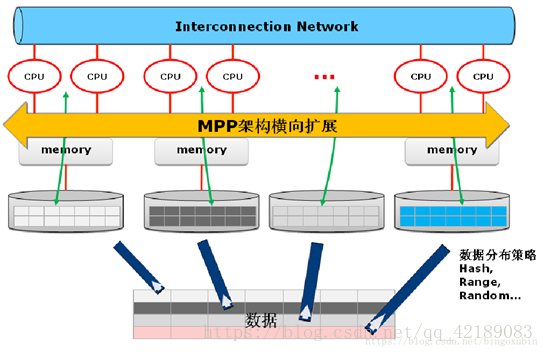 Interconnection Network
CPU
CPU
CPU
CPU
...
CPU
CPU
MPP架构横向扩展
memory
memory
memory
数据分布策略
Hash,
Range,
Random...
数据
https://blog.csdn.net/qq_42189083